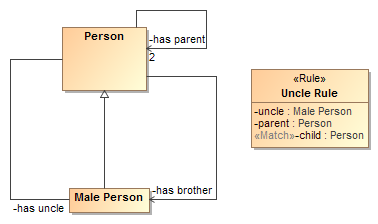 Person
-has parent
2
«Rule»
Uncle Rule
-uncle : Male Person
-parent : Person
«Match»-child : Person
-has brother
Male Person
-has uncle